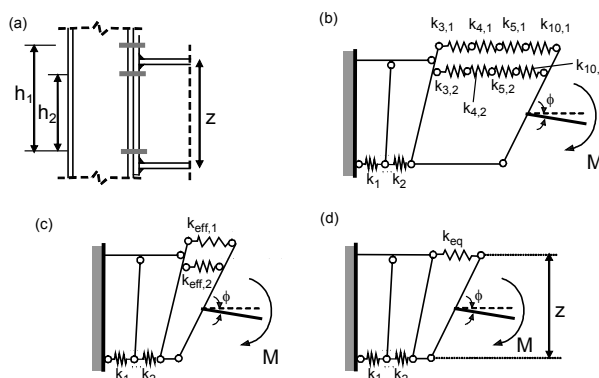 (a)
h1
h2
z
(b)
k3,1 k4,1 k5,1 k10,1
k3,2 k4,2 k5,2 k10,
ϕ
M
k1 k2
(c)
keff,1
keff,2
ϕ
M
k1 k2
(d)
keq
ϕ
z
M
k1 k2